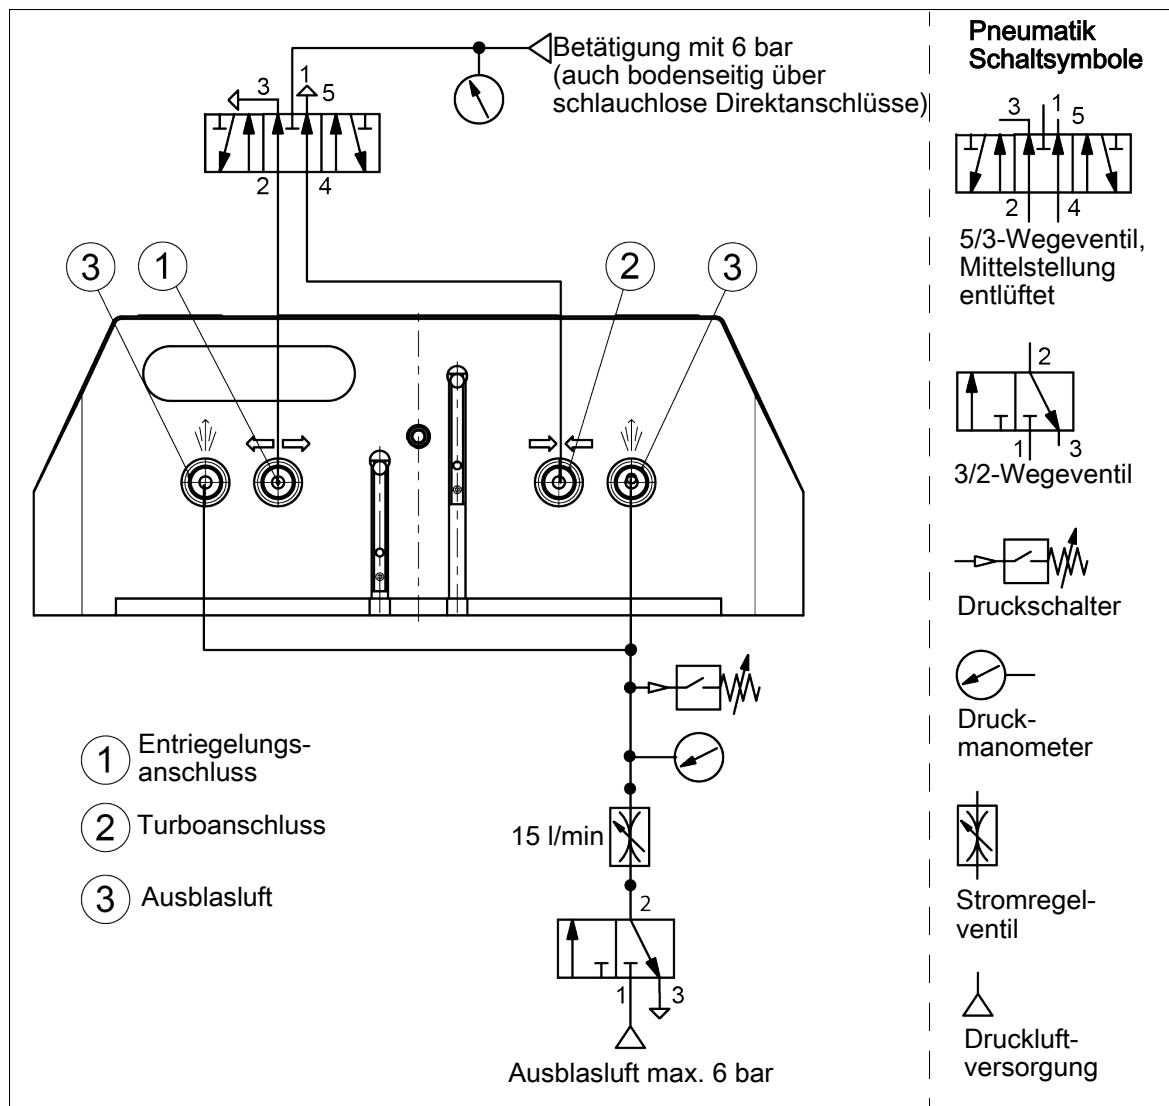 Betätigung mit 6 bar
(auch bodenseitig über
schlauchlose Direktanschlüsse)
3
1
5
2
4
3
1
2
3
1
Entriegelungs-
anschluss
2
Turboanschluss
3
Ausblasluft
15 l/min
2
1
3
Ausblasluft max. 6 bar
Pneumatik
Schaltsymbole
3
1
5
2
4
5/3-Wegeventil,
Mittelstellung
entlüftet
2
1
3
3/2-Wegeventil
Druckschalter
Druck-
manometer
Stromregel-
ventil
Druckluft-
versorgung